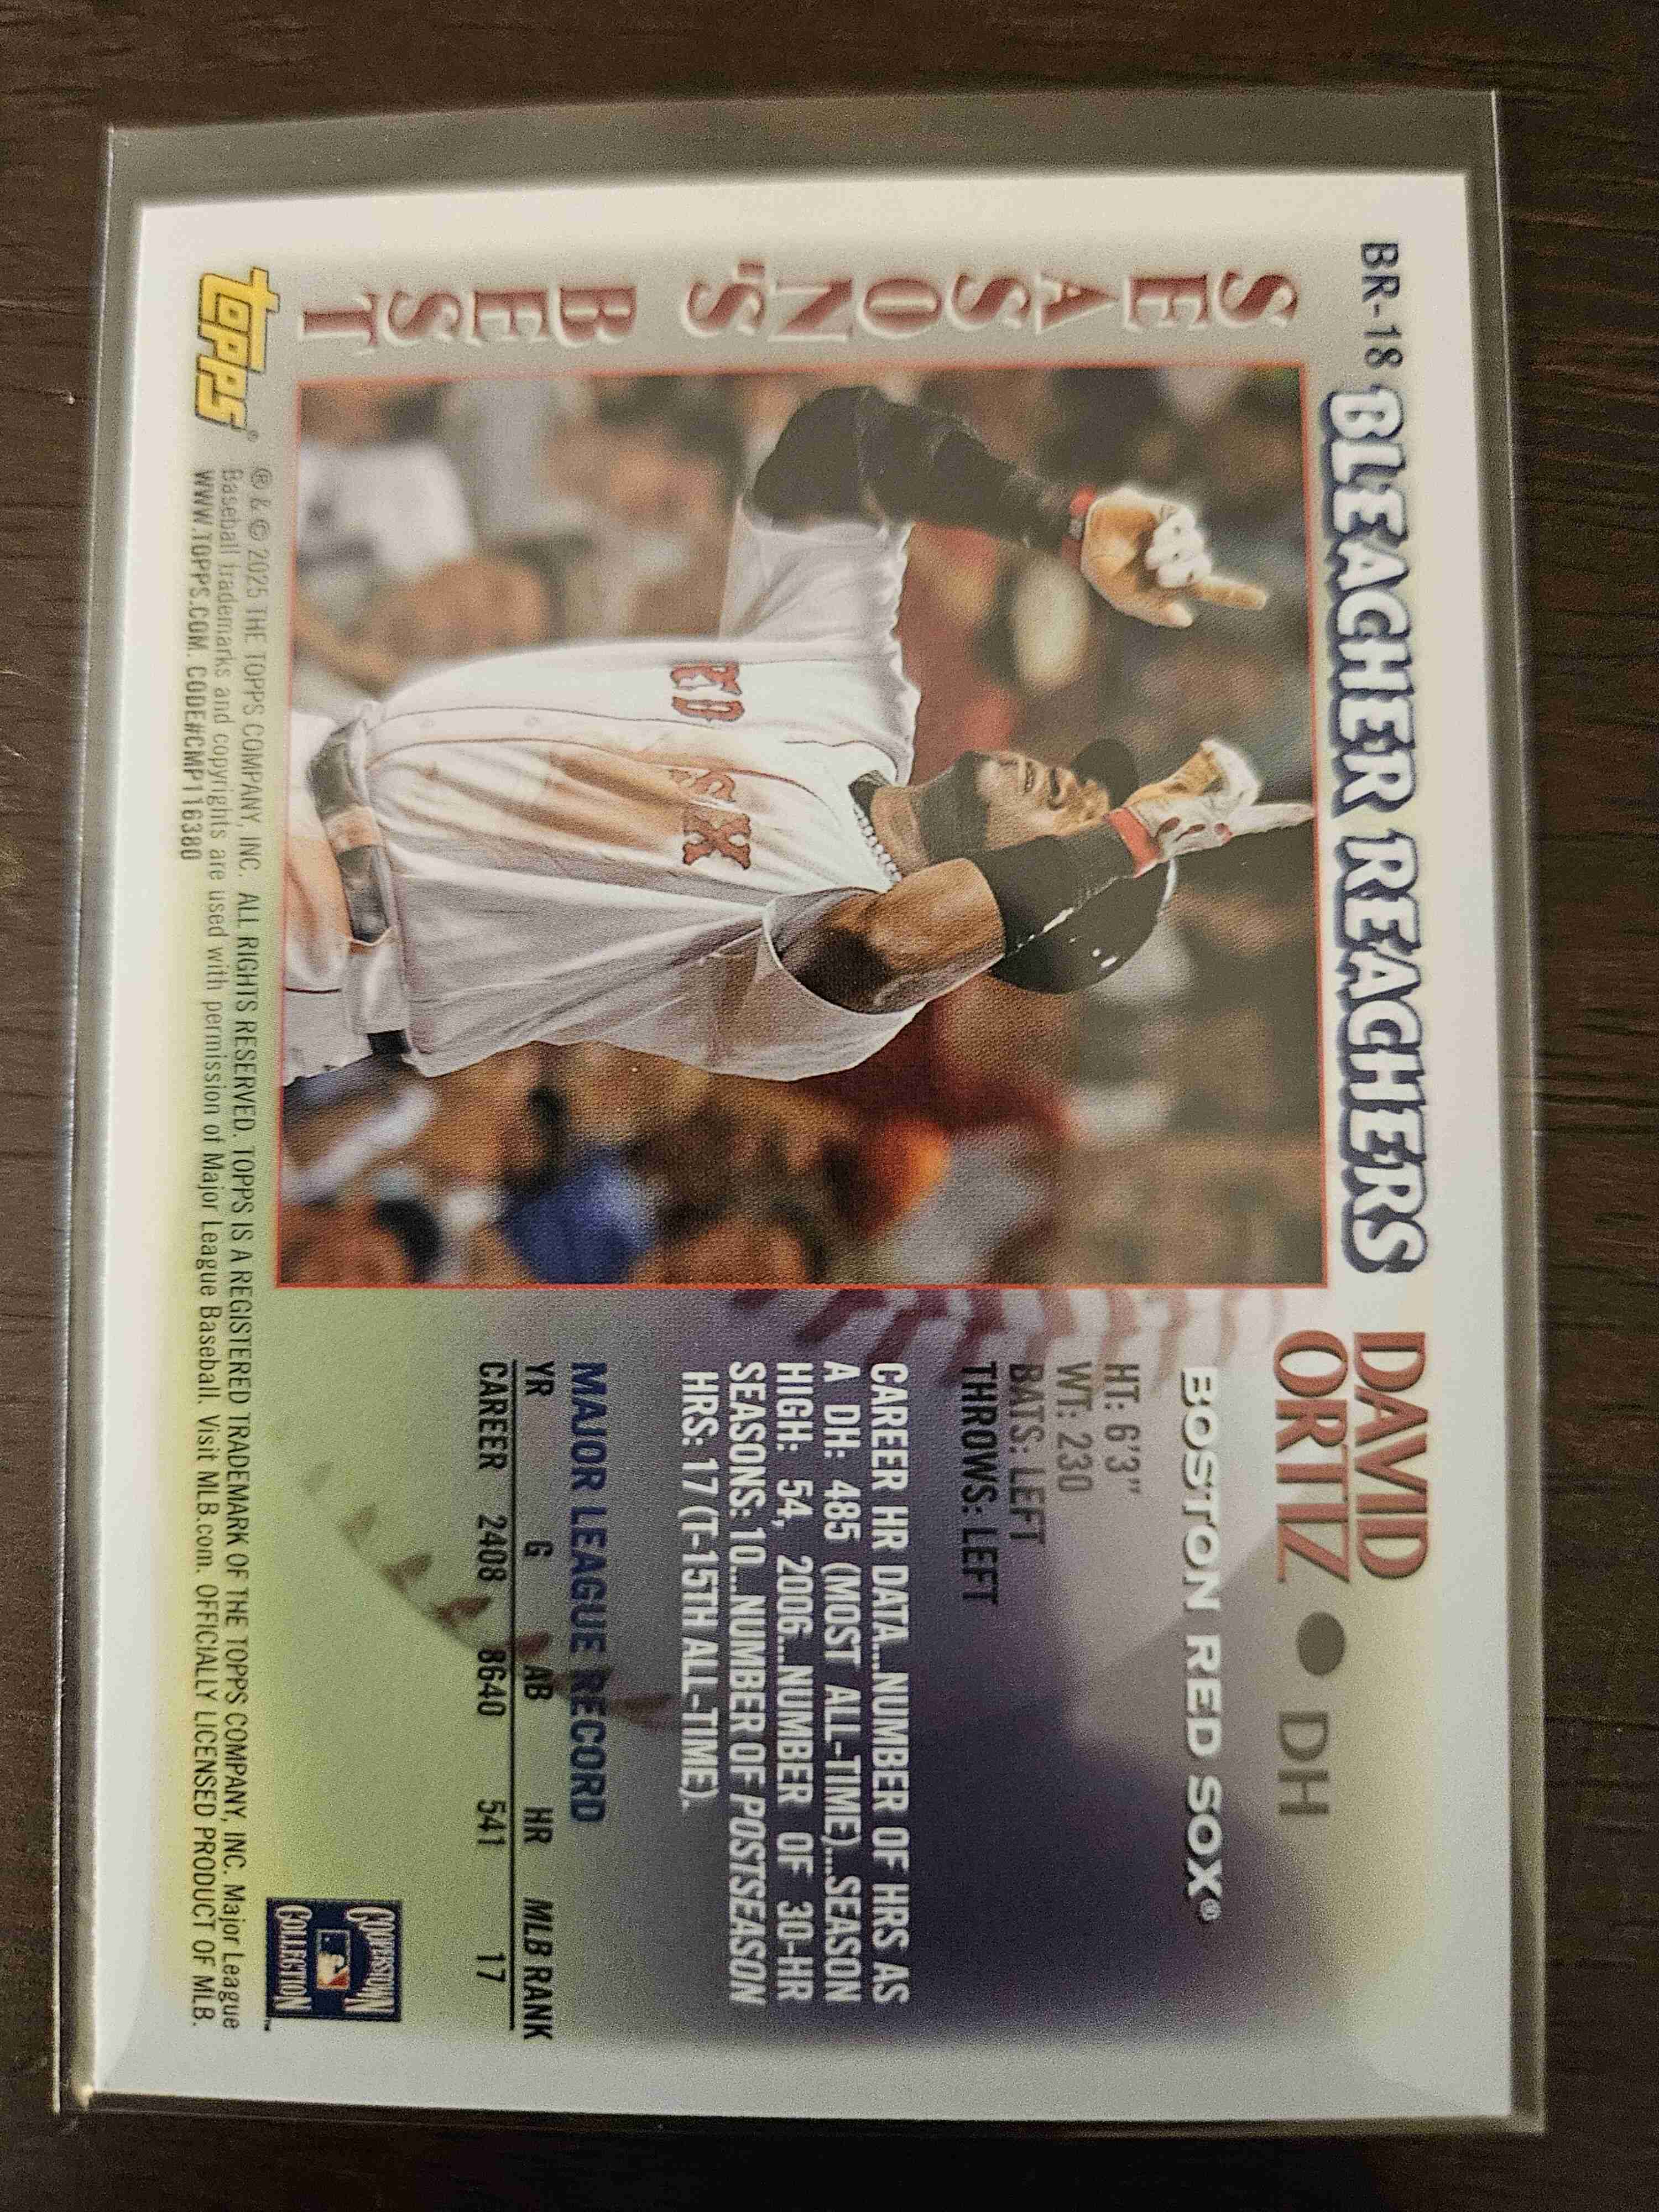 BR-18 BLEACHER REACHERS
SEASON'S BEST
RED SOX
DAVID
ORTIZ • DH
BOSTON RED SOX®
HT: 6'3"
WT: 230
BATS: LEFT
THROWS: LEFT
CAREER HR DATA...NUMBER OF HRS AS
A DH: 485 (MOST ALL-TIME)...SEASON
HIGH: 54, 2006...NUMBER OF 30-HR
SEASONS: 10...NUMBER OF POSTSEASON
HRS: 17 (T-15TH ALL-TIME).
MAJOR LEAGUE RECORD
YR G AB HR MLB RANK
CAREER 2408 8640 541 17
topps®
® & © 2025 THE TOPPS COMPANY, INC. ALL RIGHTS RESERVED. TOPPS IS A REGISTERED TRADEMARK OF THE TOPPS COMPANY, INC. Major League
Baseball trademarks and copyrights are used with permission of Major League Baseball. Visit MLB.com. OFFICIALLY LICENSED PRODUCT OF MLB.
WWW.TOPPS.COM. CODE#CMP116380
COOPERSTOWN
COLLECTION™